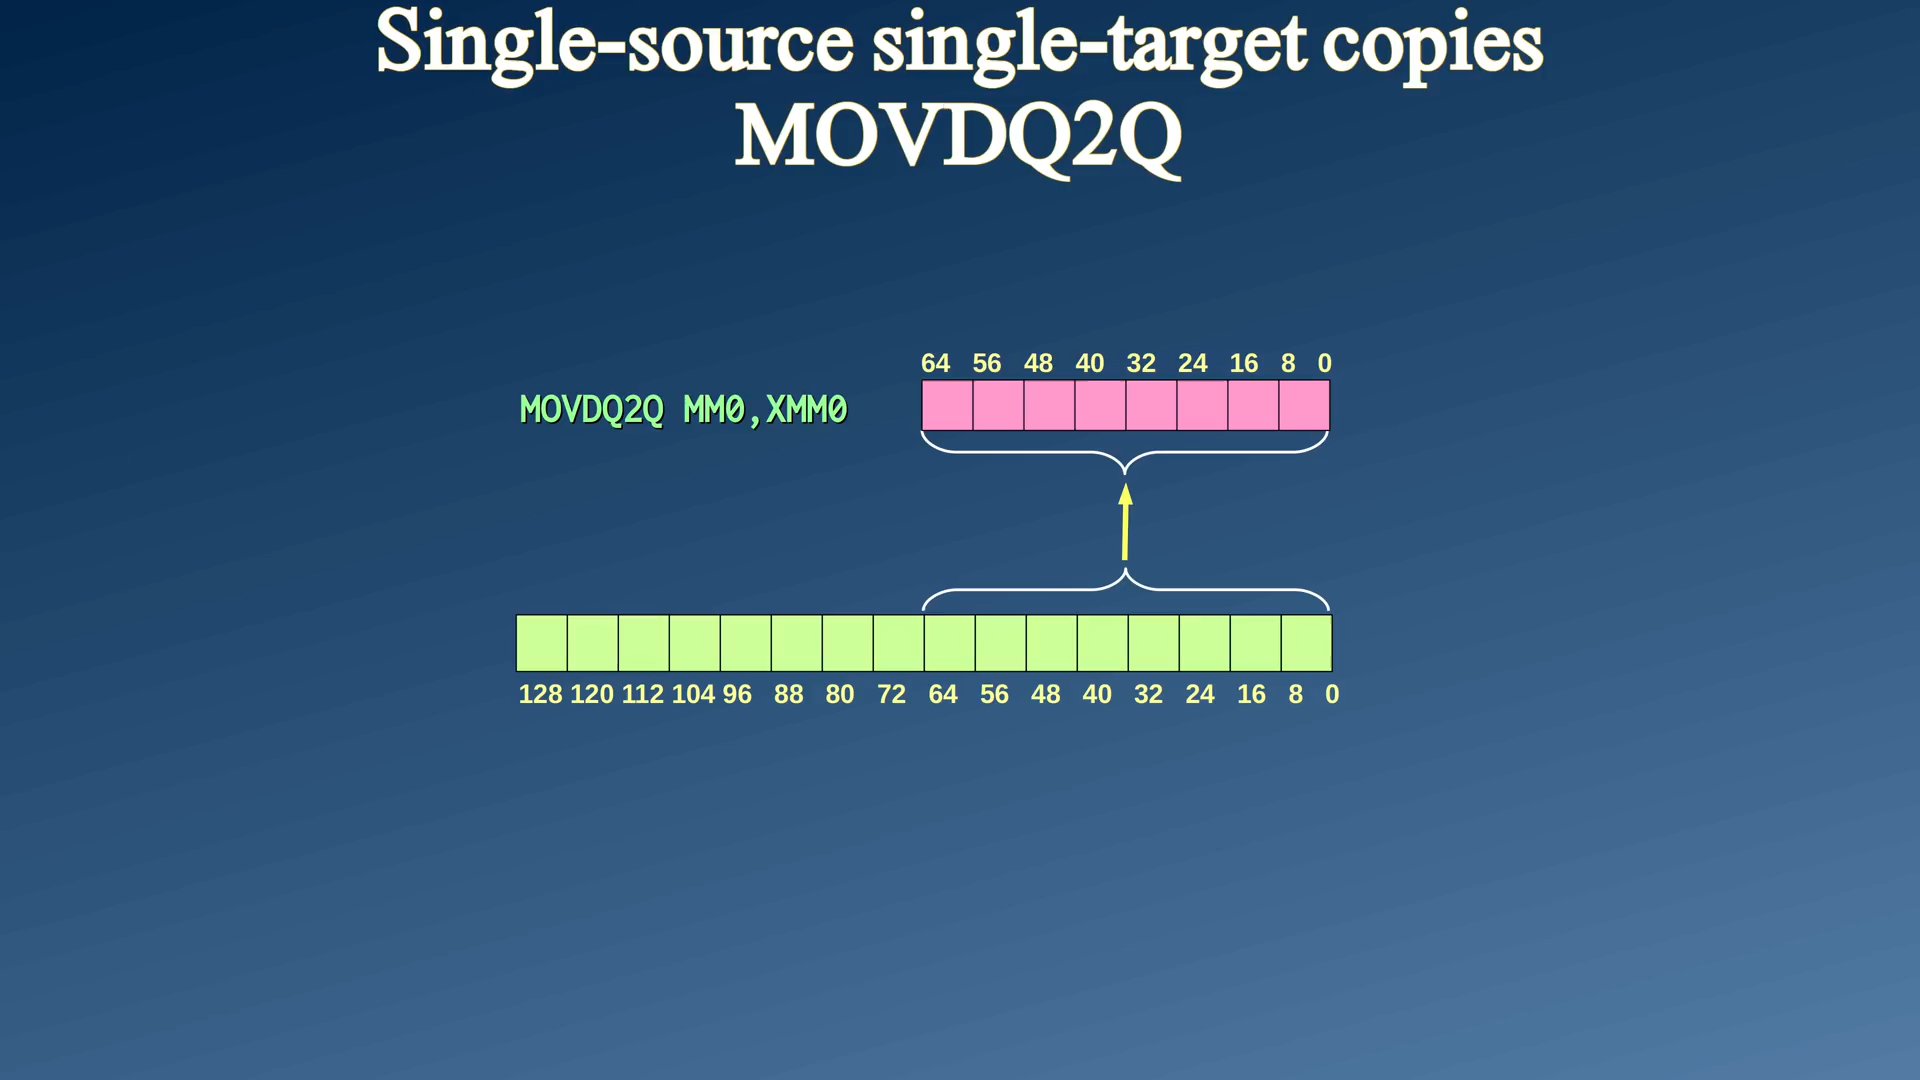 Single-source single-target copies
MOVDQ2Q
64 56 48 40 32 24 16 8 0
MOVDQ2Q MM0,XMM0
128 120 112 104 96 88 80 72 64 56 48 40 32 24 16 8 0